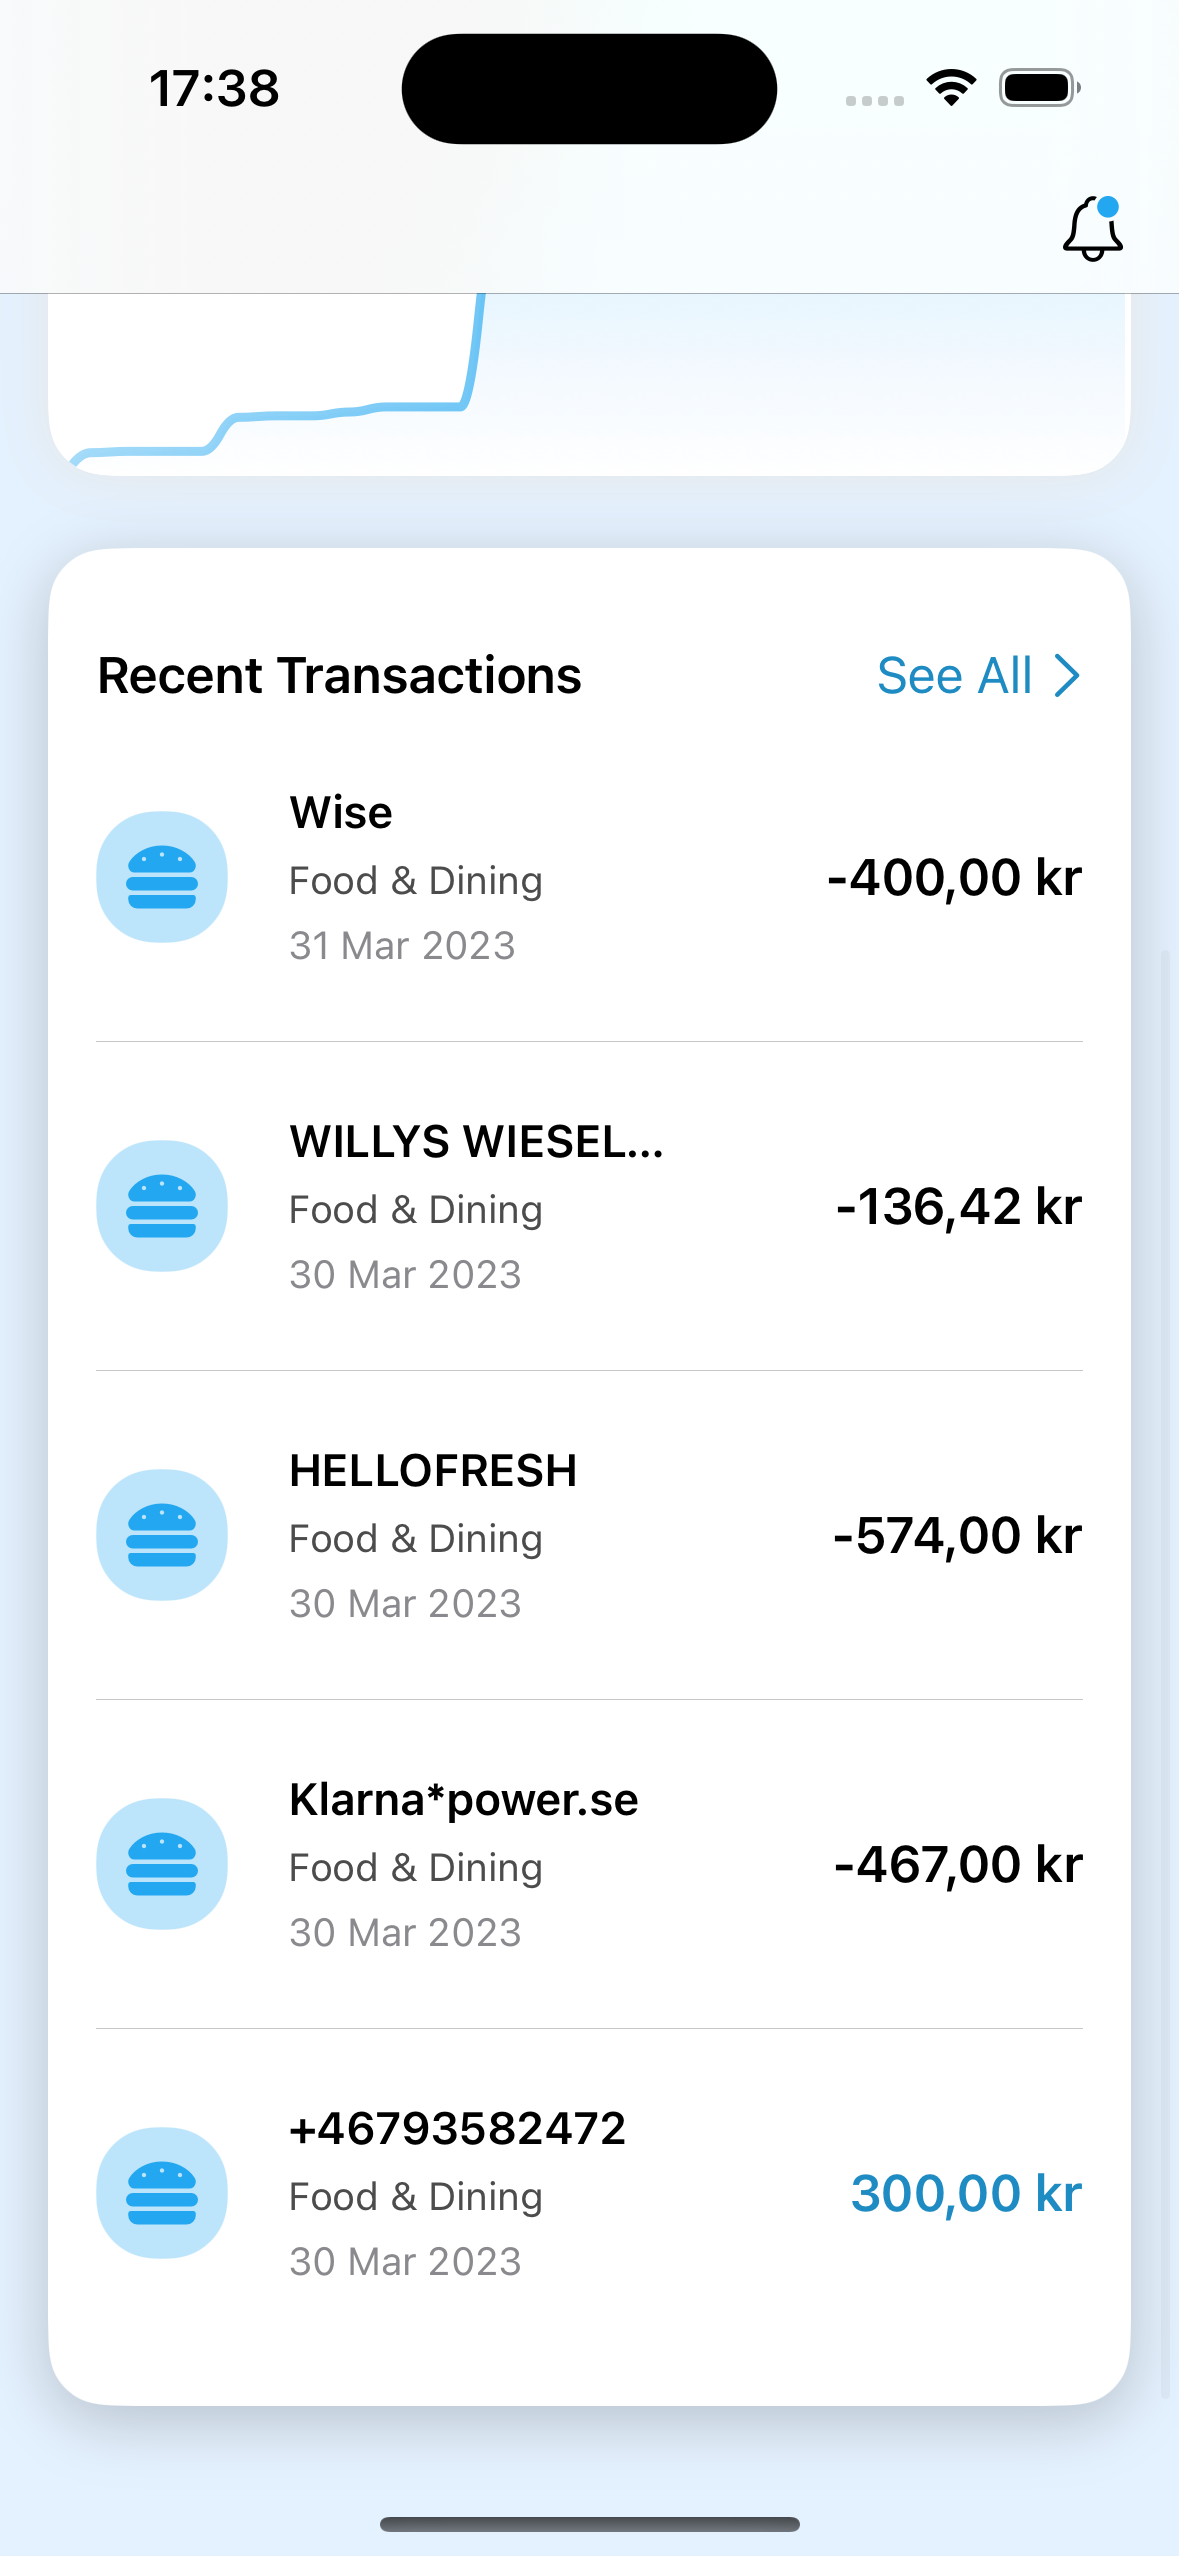 17:38
Recent Transactions
See All
Wise
Food & Dining
-400,00 kr
31 Mar 2023
WILLYS WIESEL...
Food & Dining
-136,42 kr
30 Mar 2023
HELLOFRESH
Food & Dining
-574,00 kr
30 Mar 2023
Klarna*power.se
Food & Dining
-467,00 kr
30 Mar 2023
+46793582472
Food & Dining
300,00 kr
30 Mar 2023